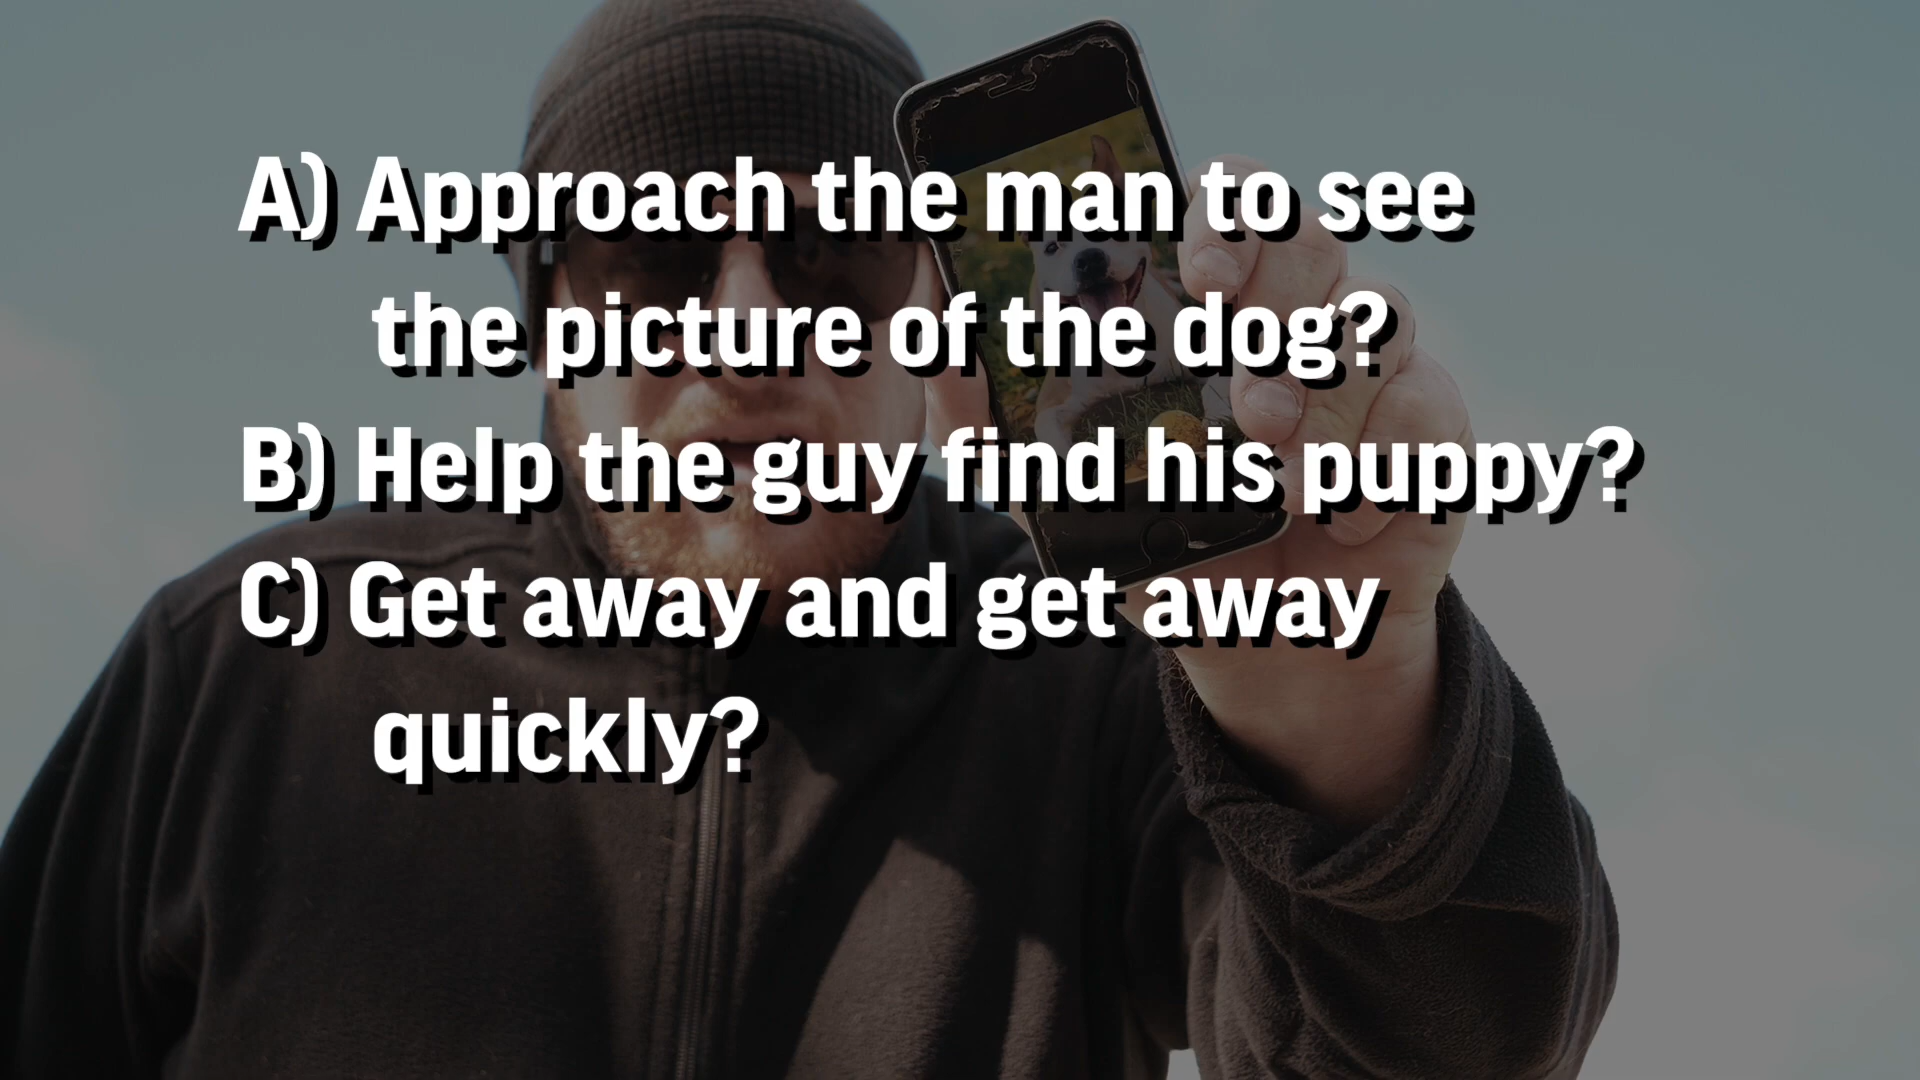 A) Approach the man to see
the picture of the dog?
B) Help the guy find his puppy?
C) Get away and get away
quickly?